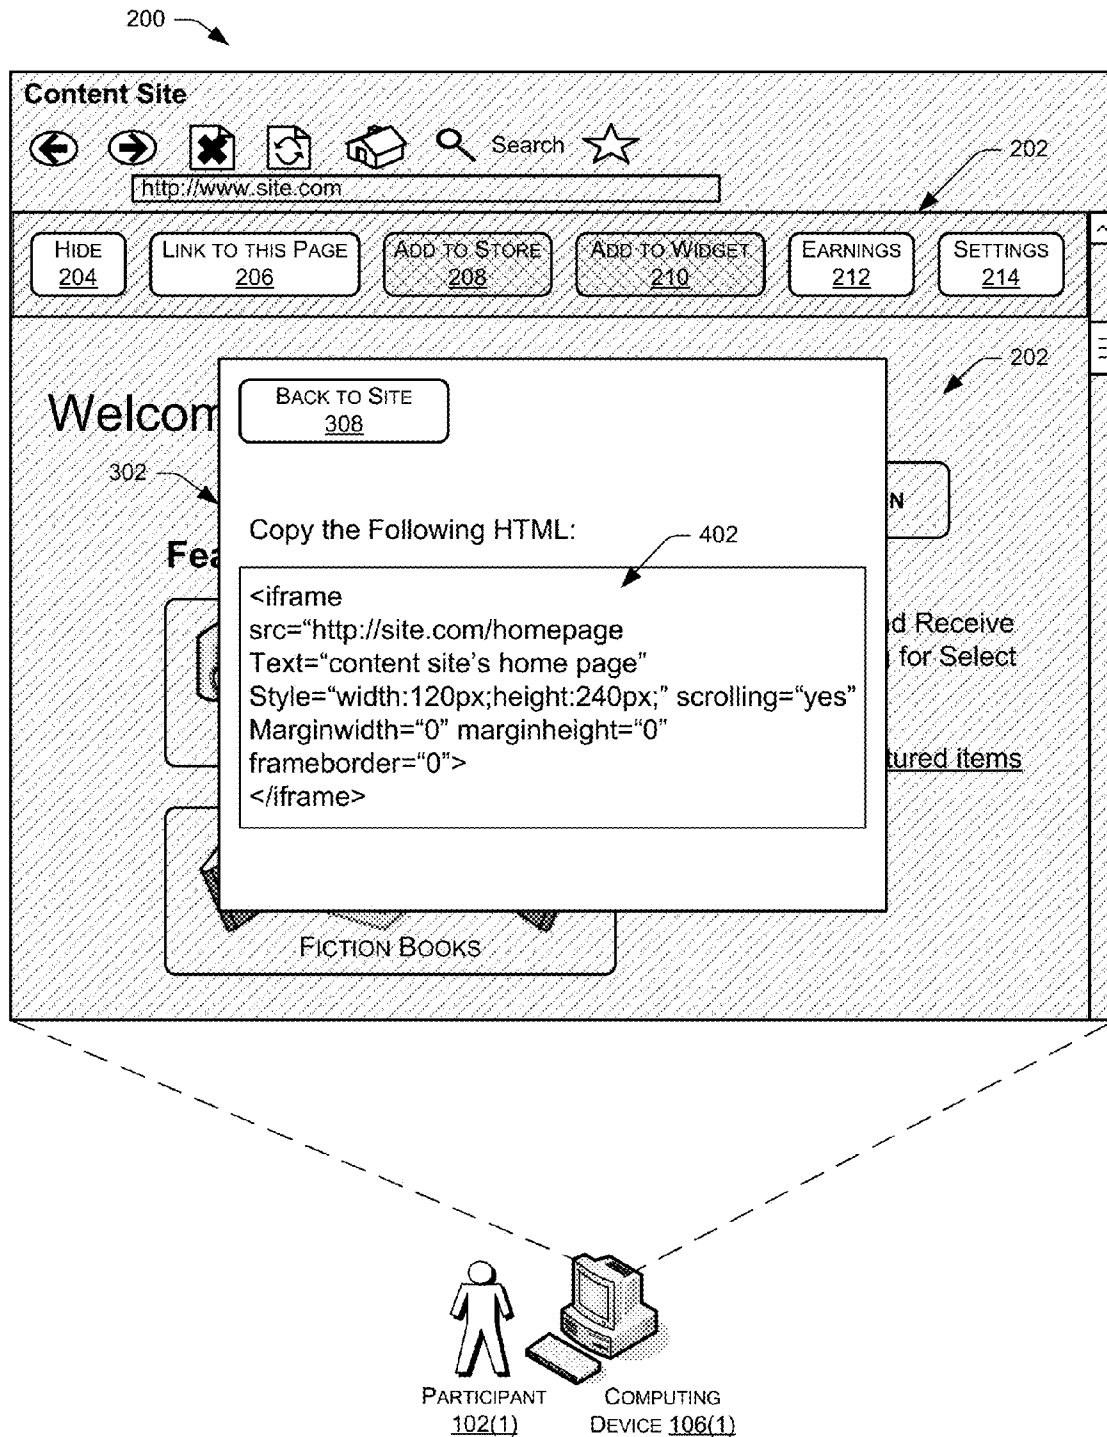 200
Content Site
Search
202
http://www.site.com
HIDE
204
LINK TO THIS PAGE
206
ADD TO STORE
208
ADD TO WIDGET
210
EARNINGS
212
SETTINGS
214
202
BACK TO SITE
308
Welcom
302
N
Copy the Following HTML:
402
Fea
<iframe
src=“http://site.com/homepage
Text=“content site’s home page”
Style=“width:120px;height:240px;” scrolling=“yes”
Marginwidth=“0” marginheight=“0”
frameborder=“0”>
</iframe>
d Receive
for Select
tured items
FICTION BOOKS
PARTICIPANT
102(1)
COMPUTING
DEVICE 106(1)